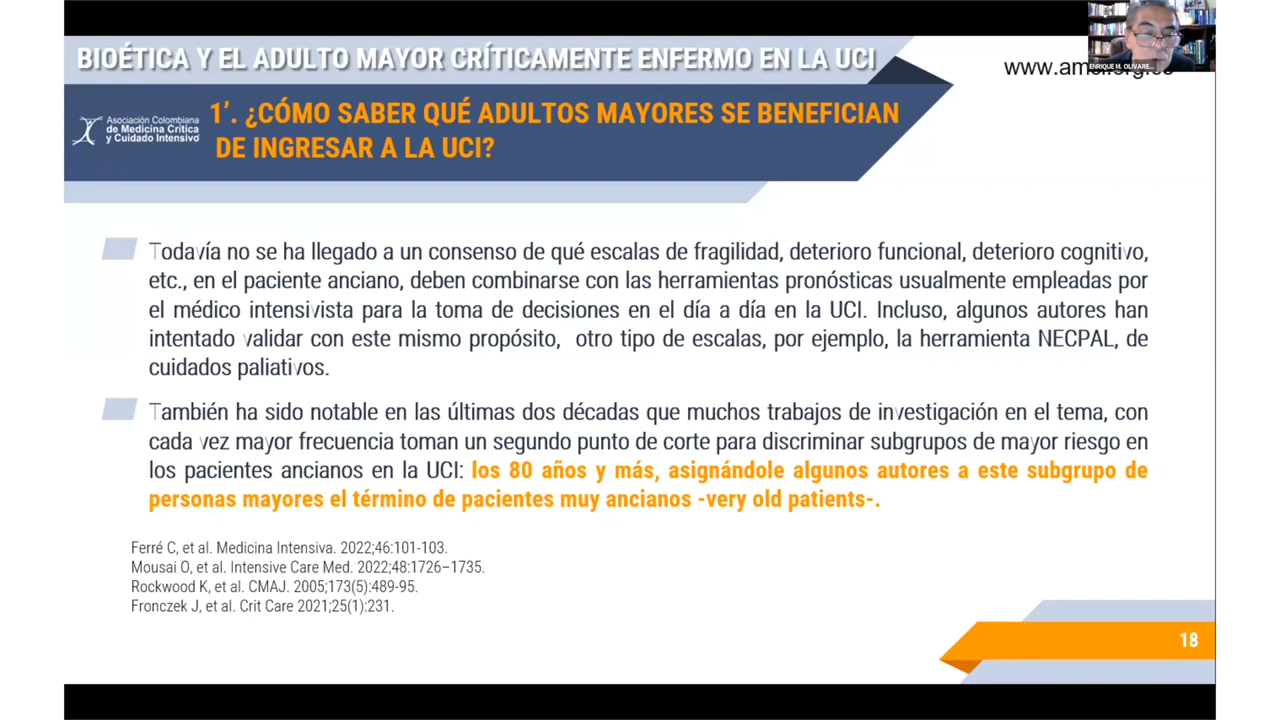 BIOÉTICA Y EL ADULTO MAYOR CRÍTICAMENTE ENFERMO EN LA UCI
ENRIQUE M. OLIVARE...
Asociación Colombiana
de Medicina Crítica
y Cuidado Intensivo
1’. ¿CÓMO SABER QUÉ ADULTOS MAYORES SE BENEFICIAN
DE INGRESAR A LA UCI?
Todavía no se ha llegado a un consenso de qué escalas de fragilidad, deterioro funcional, deterioro cognitivo,
etc., en el paciente anciano, deben combinarse con las herramientas pronósticas usualmente empleadas por
el médico intensivista para la toma de decisiones en el día a día en la UCI. Incluso, algunos autores han
intentado validar con este mismo propósito, otro tipo de escalas, por ejemplo, la herramienta NECPAL, de
cuidados paliativos.
También ha sido notable en las últimas dos décadas que muchos trabajos de investigación en el tema, con
cada vez mayor frecuencia toman un segundo punto de corte para discriminar subgrupos de mayor riesgo en
los pacientes ancianos en la UCI: los 80 años y más, asignándole algunos autores a este subgrupo de
personas mayores el término de pacientes muy ancianos -very old patients-.
Ferré C, et al. Medicina Intensiva. 2022;46:101-103.
Mousai O, et al. Intensive Care Med. 2022;48:1726–1735.
Rockwood K, et al. CMAJ. 2005;173(5):489-95.
Fronczek J, et al. Crit Care 2021;25(1):231.
18